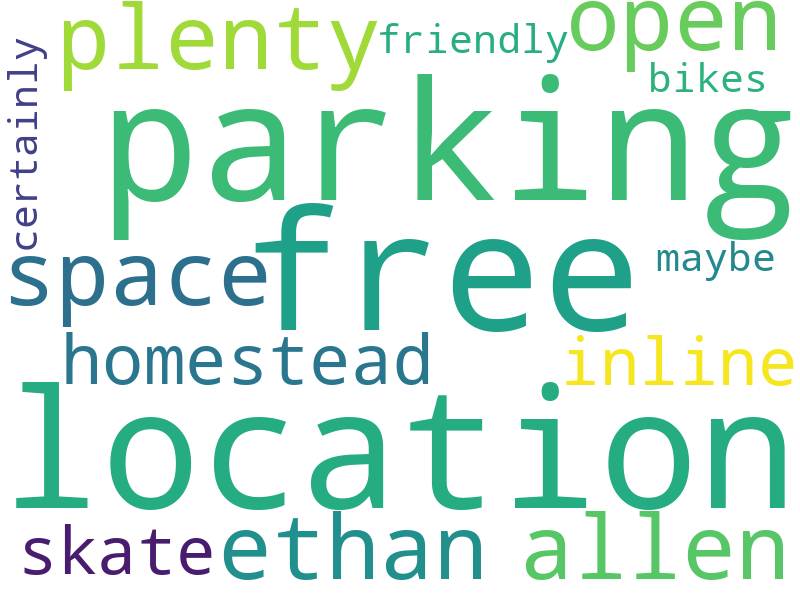 plenty friendly open
bikes
certainly
parking
space free maybe
homestead inline
location
skate ethan allen